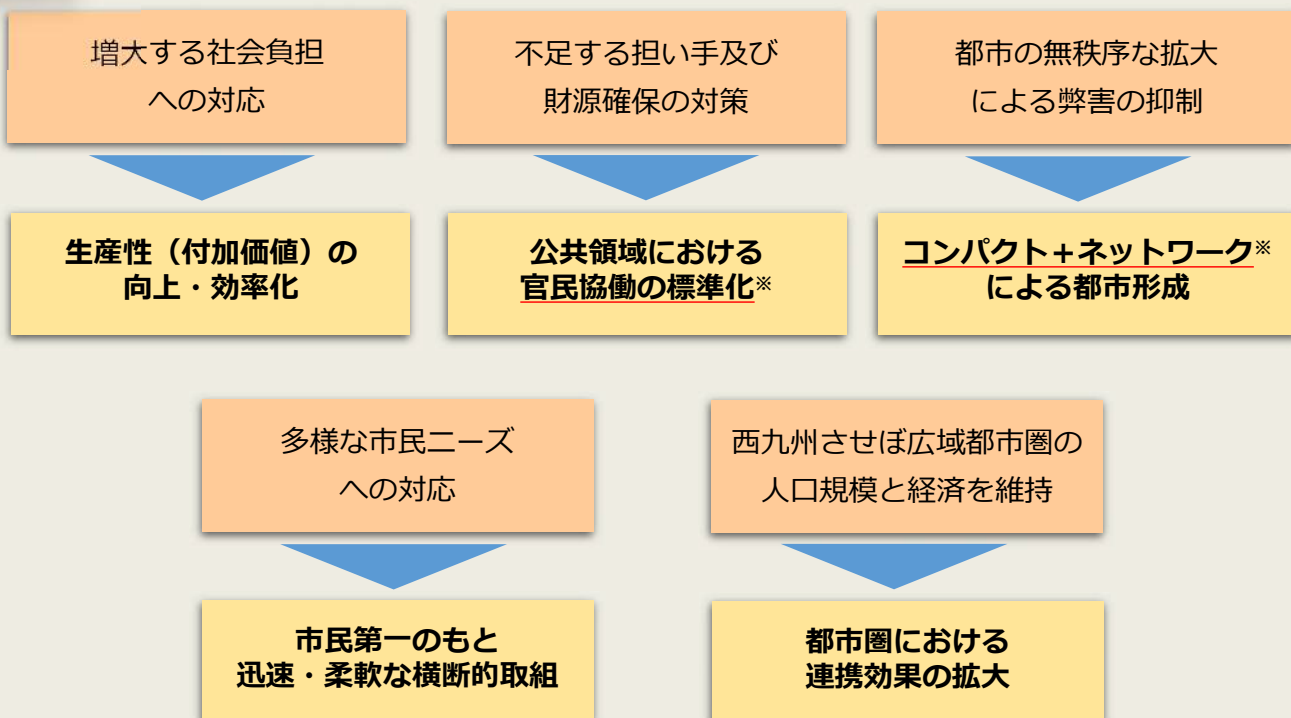 増大する社会負担
への対応
不足する担い手及び
財源確保の対策
都市の無秩序な拡大
による弊害の抑制
生産性（付加価値）の
向上・効率化
公共領域における
官民協働の標準化※
コンパクト＋ネットワーク※
による都市形成
多様な市民ニーズ
への対応
西九州させぼ広域都市圏の
人口規模と経済を維持
市民第一のもと
迅速・柔軟な横断的取組
都市圏における
連携効果の拡大